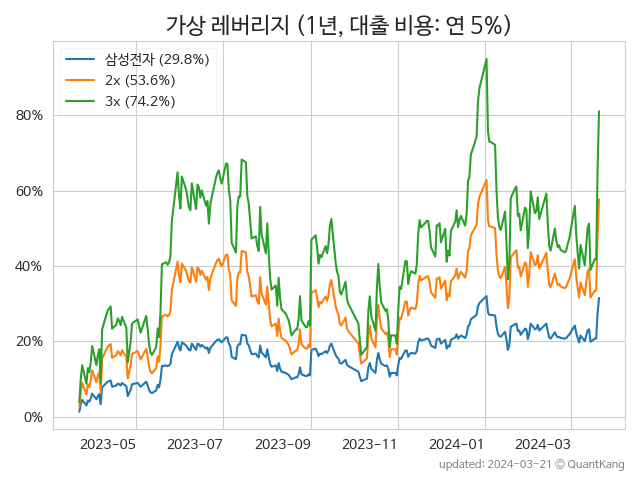 가상 레버리지 (1년, 대출 비용: 연 5%)
삼성전자 (29.8%)
2x (53.6%)
3x (74.2%)
80%
60%
40%
20%
0%
2023-05 2023-07 2023-09 2023-11 2024-01 2024-03
updated: 2024-03-21 © QuantKang